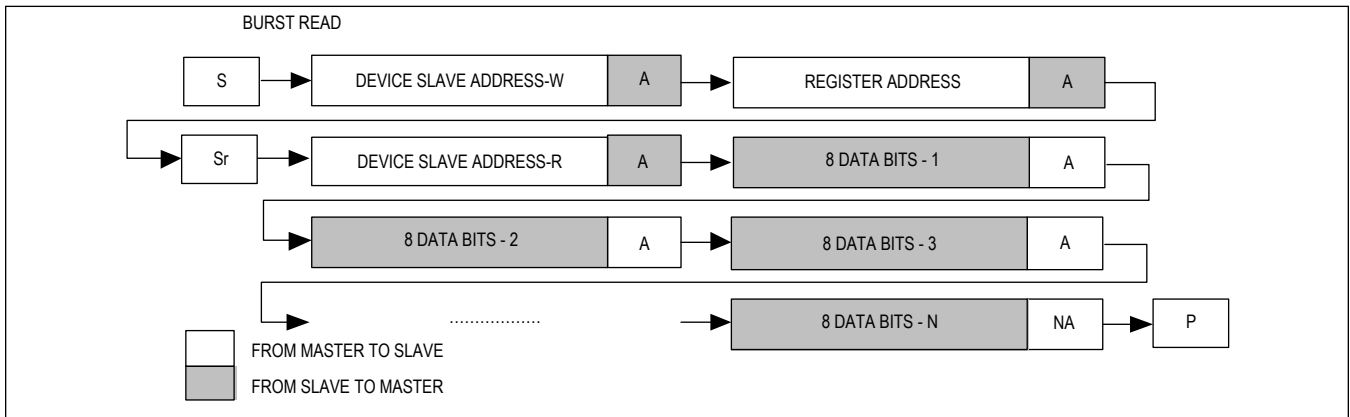 BURST READ
S DEVICE SLAVE ADDRESS-W A REGISTER ADDRESS A
Sr DEVICE SLAVE ADDRESS-R A 8 DATA BITS - 1 A
8 DATA BITS - 2 A 8 DATA BITS - 3 A
.................. 8 DATA BITS - N NA P
FROM MASTER TO SLAVE
FROM SLAVE TO MASTER